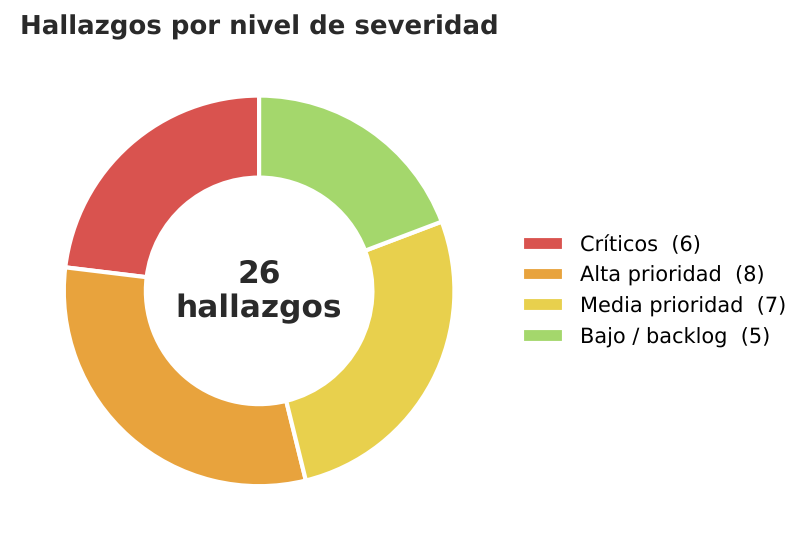 Hallazgos por nivel de severidad
26
hallazgos
Críticos  (6)
Alta prioridad  (8)
Media prioridad  (7)
Bajo / backlog  (5)